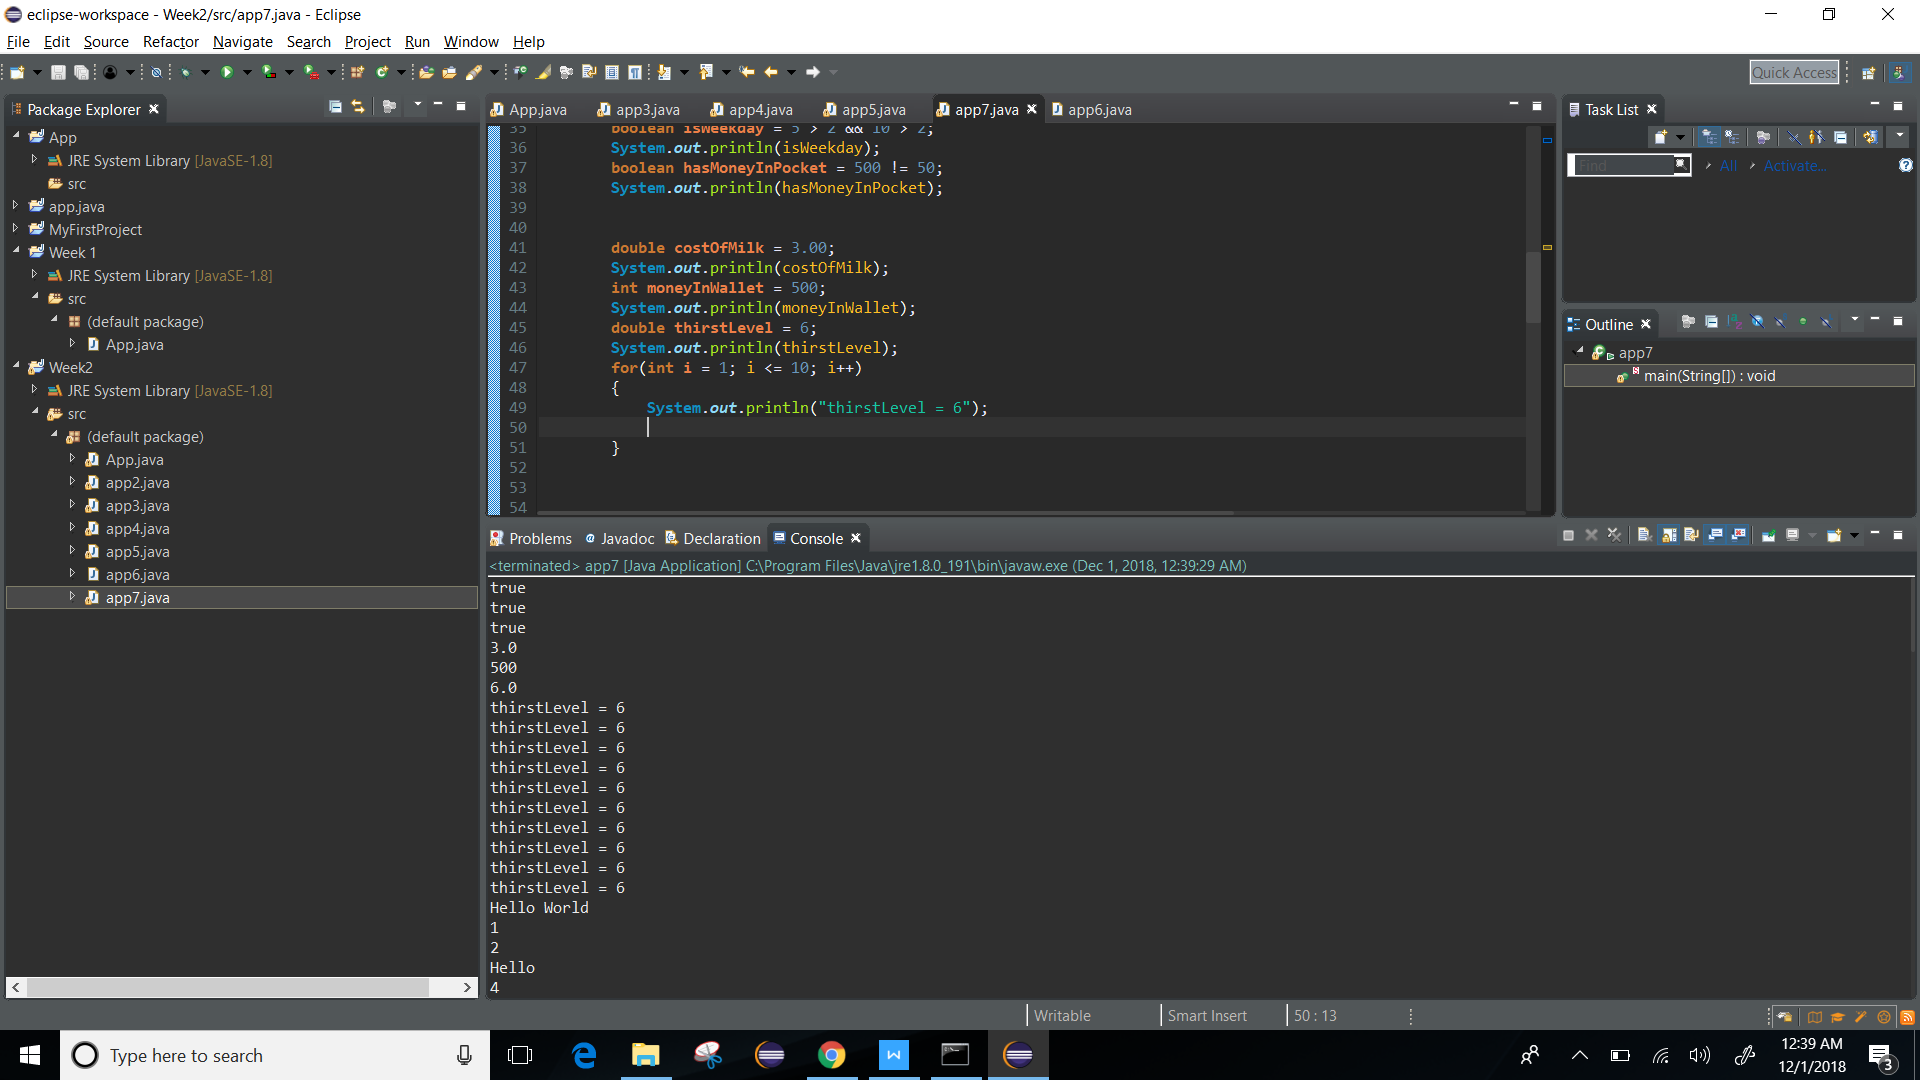 eclipse-workspace - Week2/src/app7.java - Eclipse
File Edit Source Refactor Navigate Search Project Run Window Help
Quick Access
Package Explorer
App
JRE System Library [JavaSE-1.8]
src
app.java
MyFirstProject
Week 1
JRE System Library [JavaSE-1.8]
src
(default package)
App.java
Week2
JRE System Library [JavaSE-1.8]
src
(default package)
App.java
app2.java
app3.java
app4.java
app5.java
app6.java
app7.java
App.java app3.java app4.java app5.java app7.java app6.java
35 boolean isWeekday = 5 > 2 && 10 > 2;
36 System.out.println(isWeekday);
37 boolean hasMoneyInPocket = 500 != 50;
38 System.out.println(hasMoneyInPocket);
39
40
41 double costOfMilk = 3.00;
42 System.out.println(costOfMilk);
43 int moneyInWallet = 500;
44 System.out.println(moneyInWallet);
45 double thirstLevel = 6;
46 System.out.println(thirstLevel);
47 for(int i = 1; i <= 10; i++)
48 {
49 System.out.println("thirstLevel = 6");
50
51 }
52
53
54
Task List
Find All Activate...
Outline
app7
main(String[]) : void
Problems Javadoc Declaration Console
<terminated> app7 [Java Application] C:\Program Files\Java\jre1.8.0_191\bin\javaw.exe (Dec 1, 2018, 12:39:29 AM)
true
true
true
3.0
500
6.0
thirstLevel = 6
thirstLevel = 6
thirstLevel = 6
thirstLevel = 6
thirstLevel = 6
thirstLevel = 6
thirstLevel = 6
thirstLevel = 6
thirstLevel = 6
thirstLevel = 6
Hello World
1
2
Hello
4
Writable Smart Insert 50 : 13
Type here to search
12:39 AM
12/1/2018
3